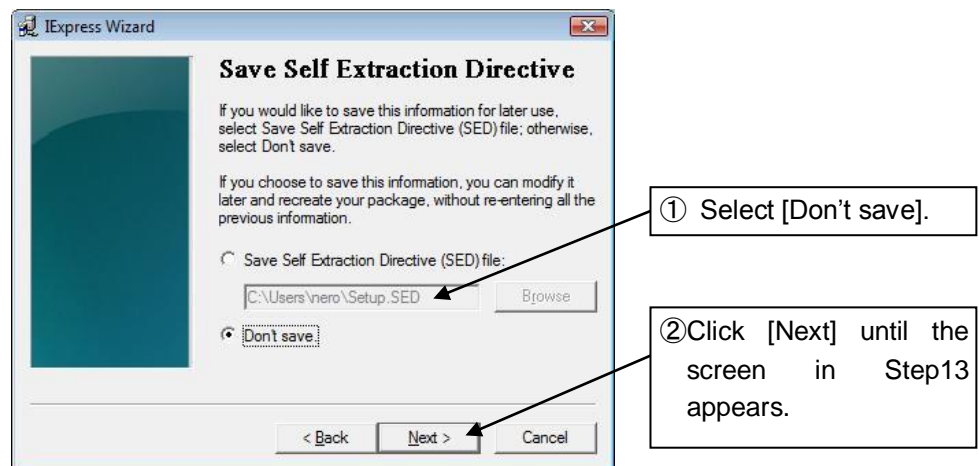 IExpress Wizard
Save Self Extraction Directive
If you would like to save this information for later use,
select Save Self Extraction Directive (SED) file; otherwise,
select Don't save.
If you choose to save this information, you can modify it
later and recreate your package, without re-entering all the
previous information.
Save Self Extraction Directive (SED) file:
C:\Users\nero\Setup.SED
Browse
Don't save.
< Back
Next >
Cancel
① Select [Don't save].
②Click [Next] until the
screen in Step13
appears.